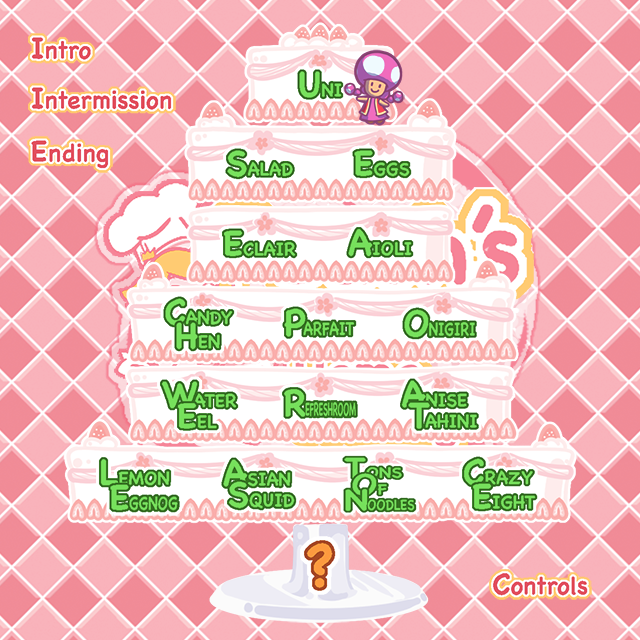 Intro
Intermission
Ending
Uni
Salad Eggs
Eclair Aioli
Candy Hen Parfait Onigiri
Water Eel Refreshroom Anise Tahini
Lemon Eggnog Asian Squid Tons Of Noodles Crazy Eight
?
Controls
's